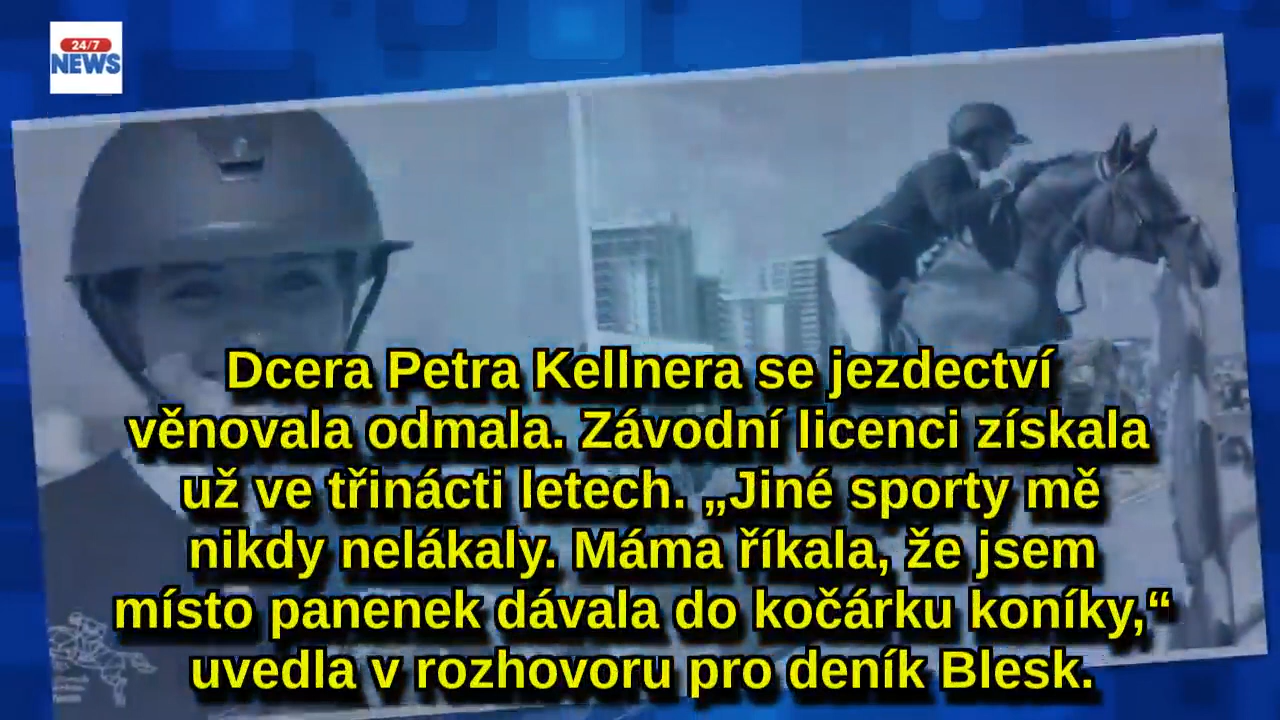 24/7
NEWS
Dcera Petra Kellnera se jezdectví
věnovala odmala. Závodní licenci získala
už ve třinácti letech. „Jiné sporty mě
nikdy nelákaly. Máma říkala, že jsem
místo panenek dávala do kočárku koníky,“
uvedla v rozhovoru pro deník Blesk.